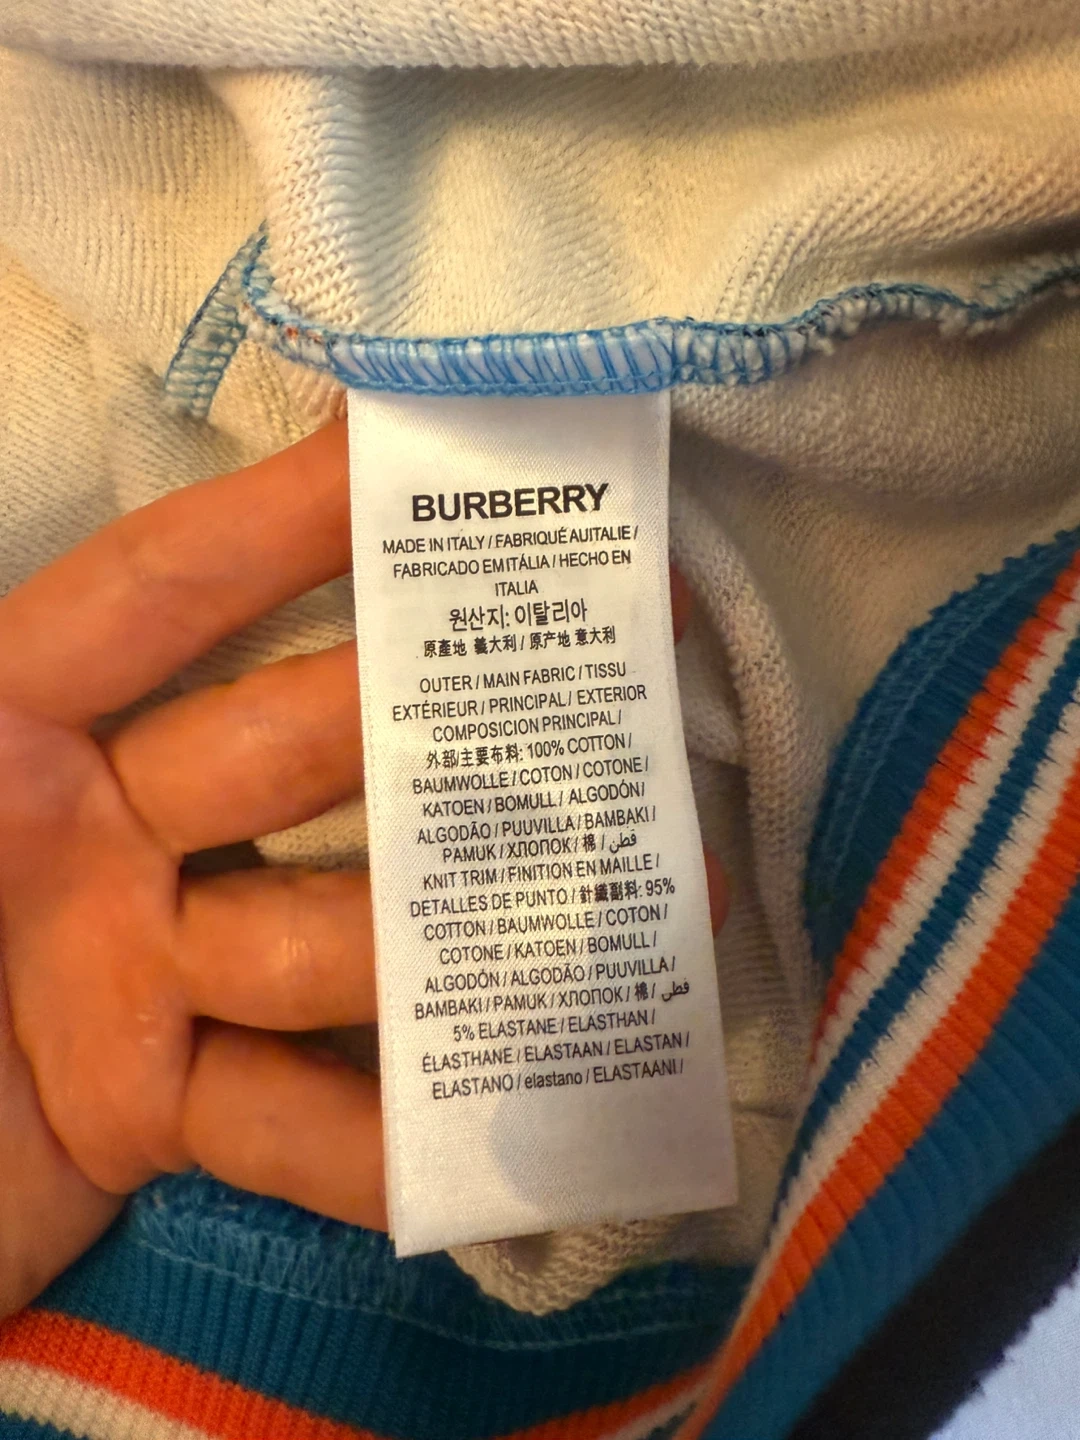 BURBERRY
MADE IN ITALY / FABRIQUÉ AUITALIE /
FABRICADO EM ITÁLIA / HECHO EN
ITALIA
원산지: 이탈리아
原產地 義大利 / 原产地 意大利
OUTER / MAIN FABRIC / TISSU
EXTÉRIEUR / PRINCIPAL / EXTERIOR
COMPOSICION PRINCIPAL /
外部/主要布料: 100% COTTON /
BAUMWOLLE / COTON / COTONE /
KATOEN / BOMULL / ALGODÓN /
ALGODÃO / PUUVILLA / BAMBAKI /
PAMUK / ХЛОПОК / 棉 / قطن
KNIT TRIM / FINITION EN MAILLE /
DETALLES DE PUNTO / 針織副料: 95%
COTTON / BAUMWOLLE / COTON /
COTONE / KATOEN / BOMULL /
ALGODÓN / ALGODÃO / PUUVILLA /
BAMBAKI / PAMUK / ХЛОПОК / 棉 / قطن
5% ELASTANE / ELASTHAN /
ÉLASTHANE / ELASTAAN / ELASTAN /
ELASTANO / elastano / ELASTAANI /